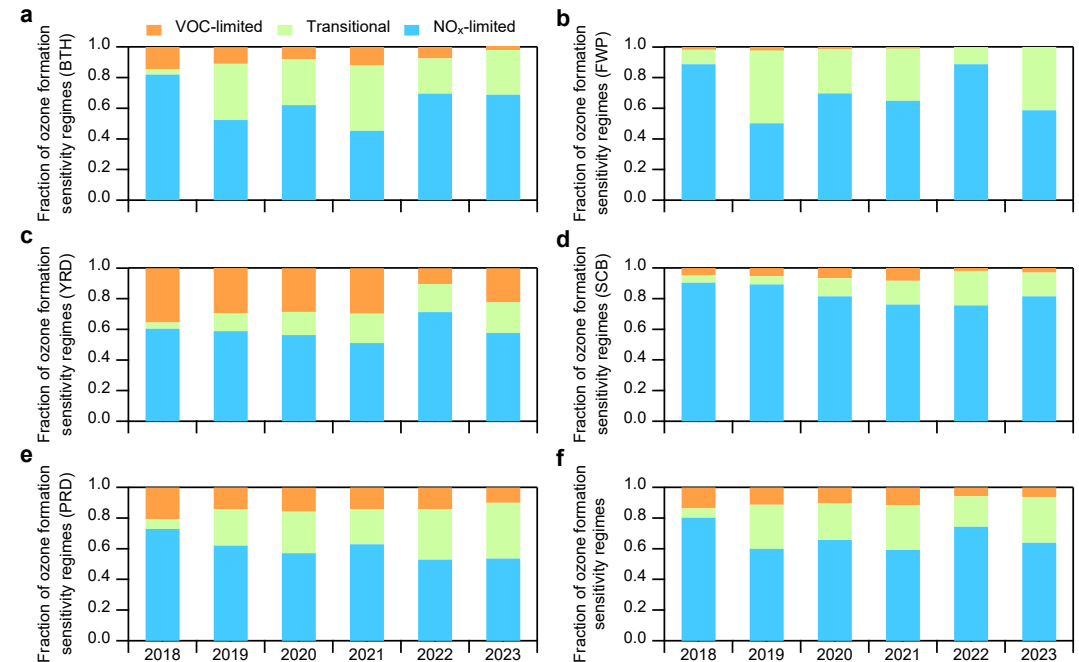 a
VOC-limited Transitional NOₓ-limited
Fraction of ozone formation
sensitivity regimes (BTH)
1.0
0.8
0.6
0.4
0.2
0.0
b
Fraction of ozone formation
sensitivity regimes (FWP)
1.0
0.8
0.6
0.4
0.2
0.0
c
Fraction of ozone formation
sensitivity regimes (YRD)
1.0
0.8
0.6
0.4
0.2
0.0
d
Fraction of ozone formation
sensitivity regimes (SCB)
1.0
0.8
0.6
0.4
0.2
0.0
e
Fraction of ozone formation
sensitivity regimes (PRD)
1.0
0.8
0.6
0.4
0.2
0.0
2018 2019 2020 2021 2022 2023
f
Fraction of ozone formation
sensitivity regimes
1.0
0.8
0.6
0.4
0.2
0.0
2018 2019 2020 2021 2022 2023